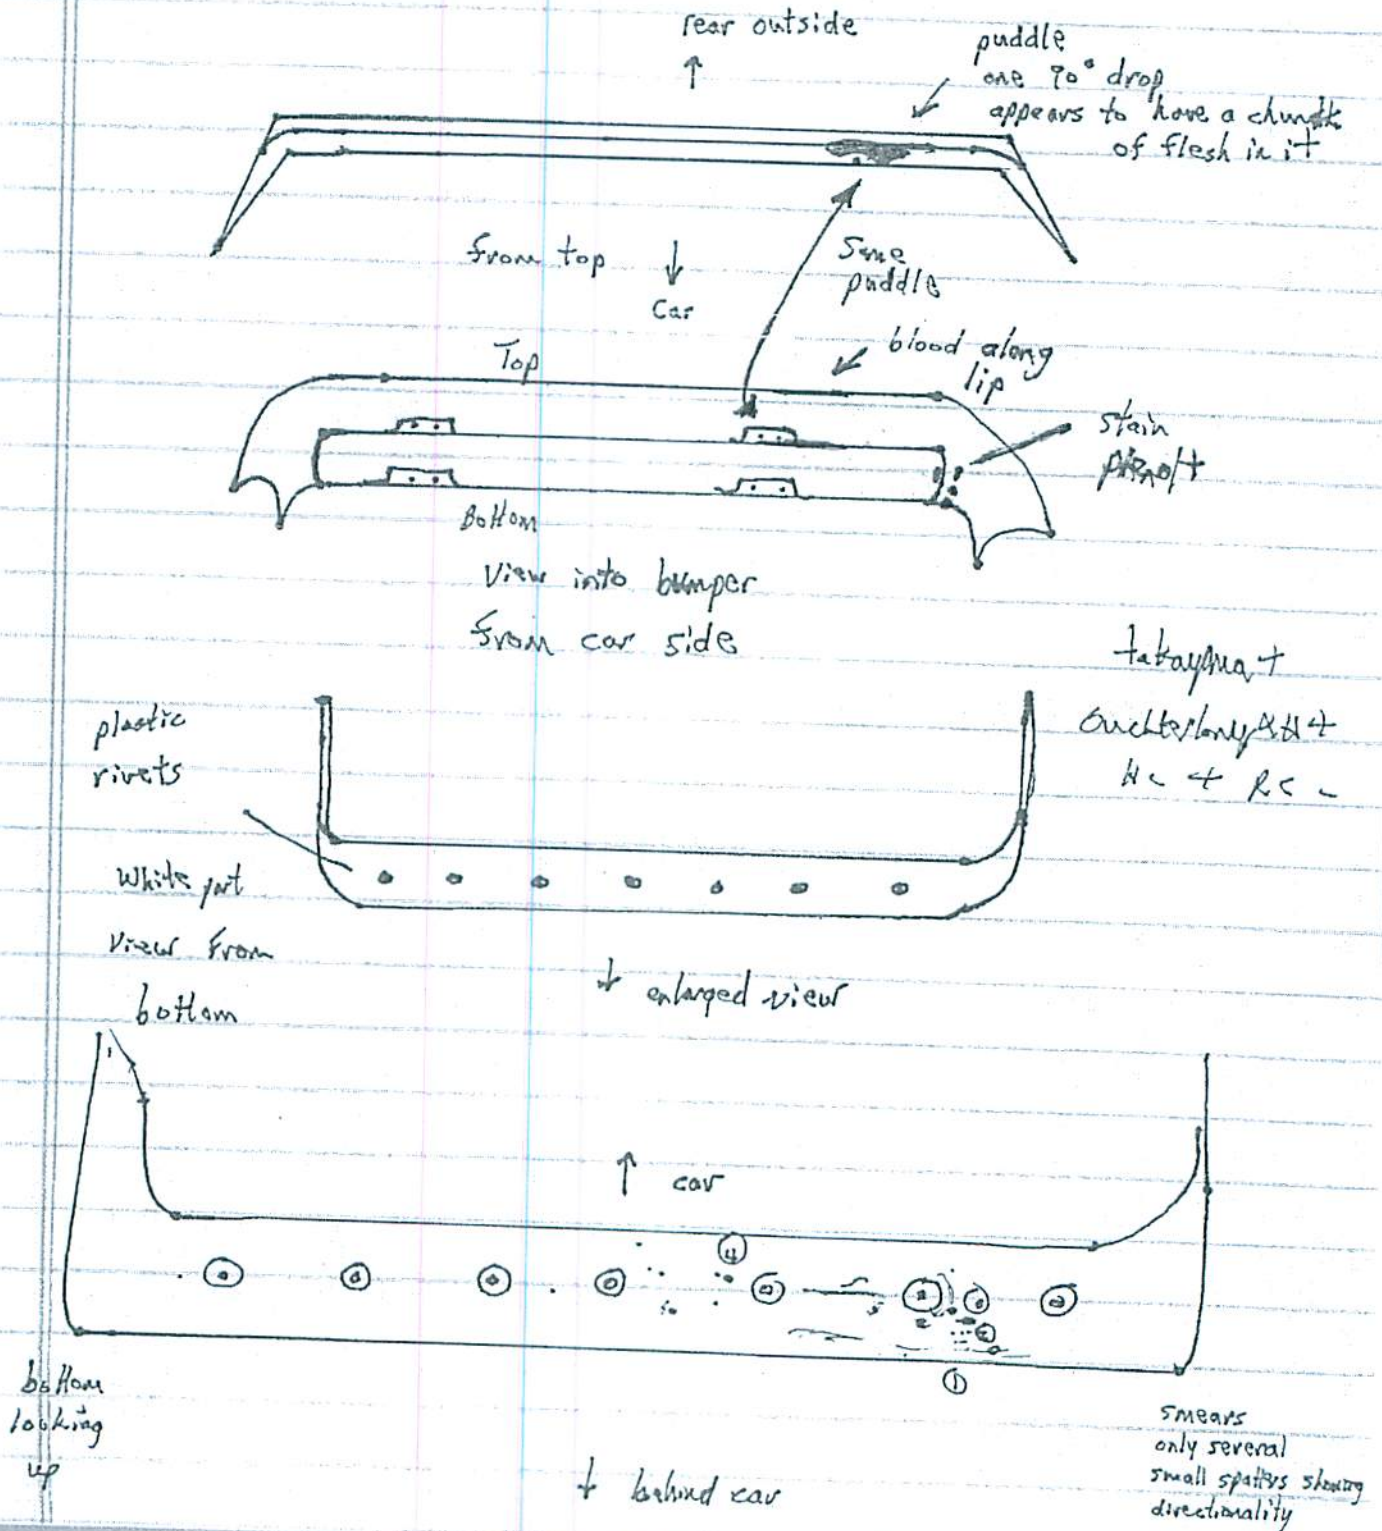 rear outside
puddle
one 90° drop
appears to have a chunk
of flesh in it
from top
car
Same
puddle
Top
blood along
lip
stain
Bottom
View into bumper
from car side
takayama +
Ouchterlony
plastic
rivets
White part
View From
bottom
enlarged view
car
4
1
bottom
looking
up
smears
only several
small spatters showing
directionality
behind car